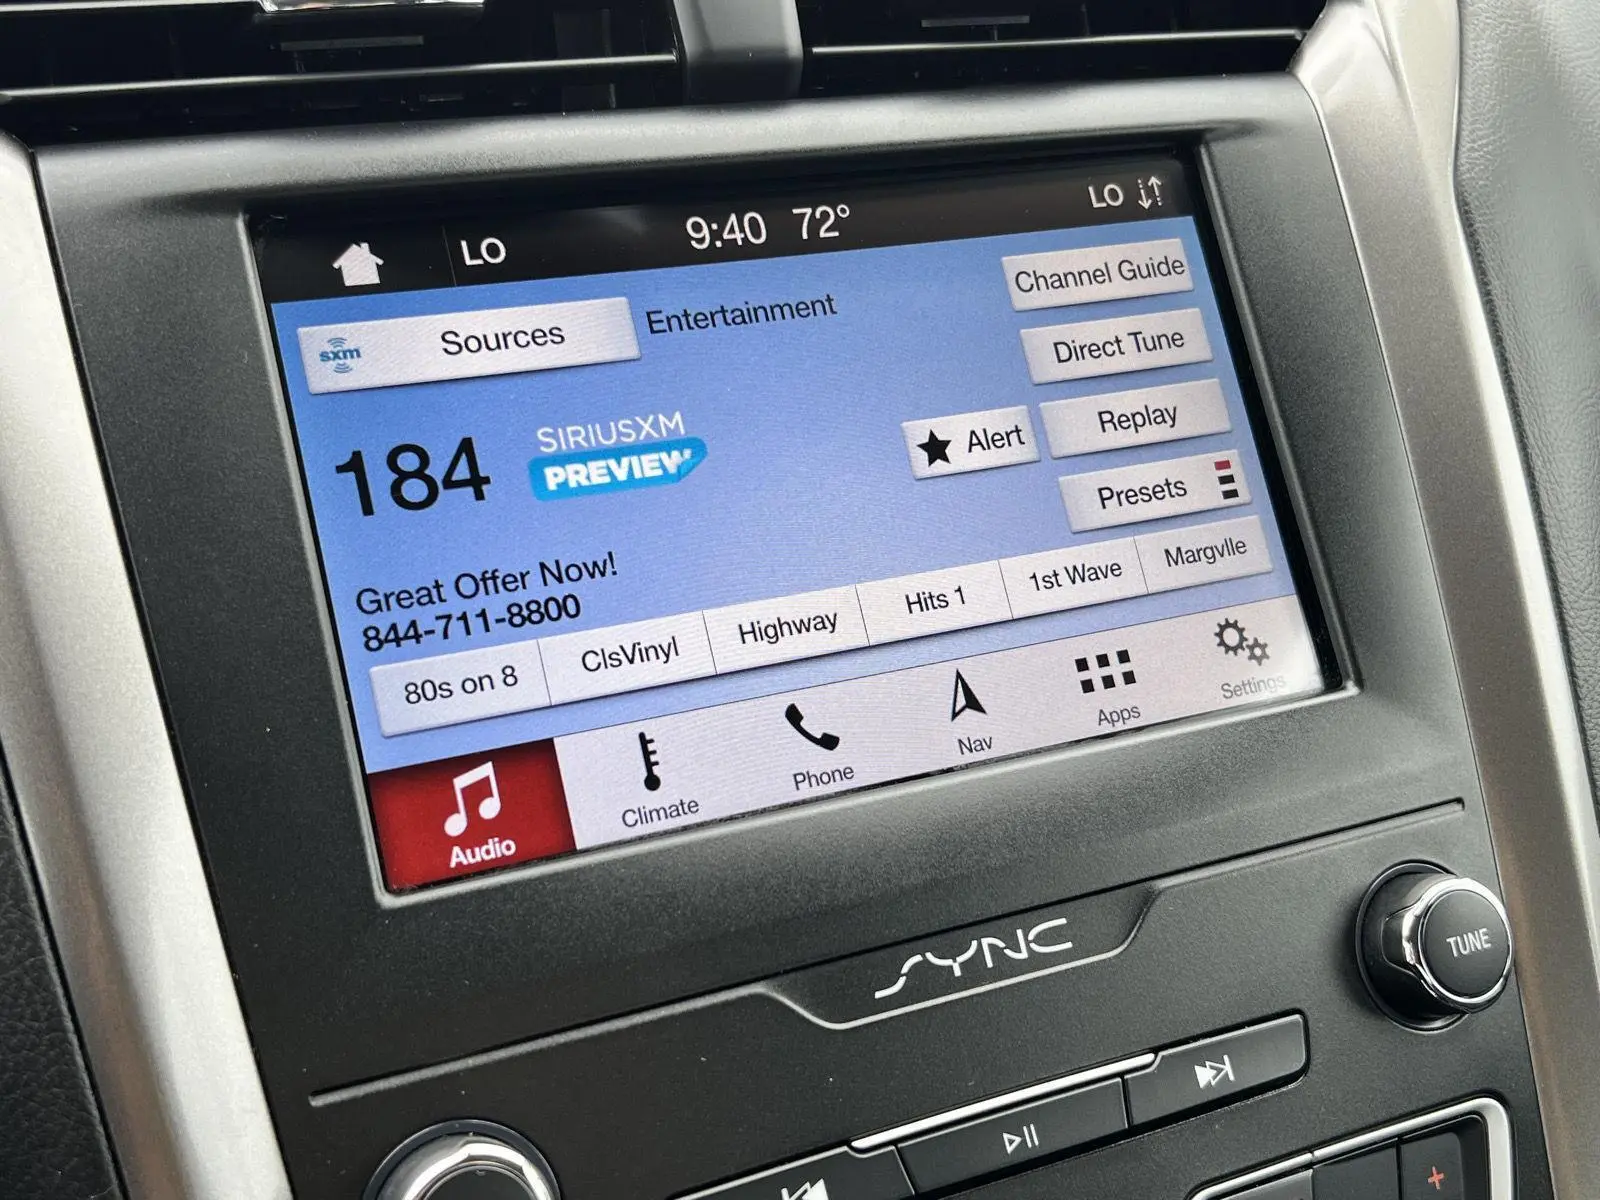 LO
9:40 72°
LO
sxm
Sources
Entertainment
Channel Guide
Direct Tune
184
SIRIUSXM
PREVIEW
Alert
Replay
Presets
Great Offer Now!
844-711-8800
80s on 8
ClsVinyl
Highway
Hits 1
1st Wave
Margvlle
Audio
Climate
Phone
Nav
Apps
Settings
SYNC
TUNE